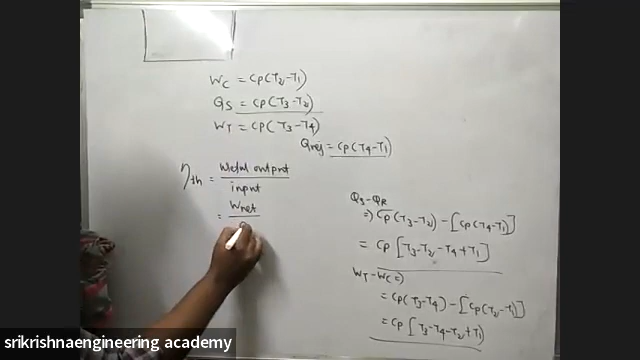 Wc = Cp(T2-T1)
Qs = Cp(T3-T2)
WT = Cp(T3-T4)
Qrej = Cp(T4-T1)
ηth = useful output
input
= Wnet
Qs-QR
=) Cp(T3-T2) - [Cp(T4-T1)]
= Cp[T3-T2-T4+T1]
WT-Wc=)
= Cp(T3-T4) - [Cp(T2-T1)]
= Cp[T3-T4-T2+T1)
srikrishnaengineering academy